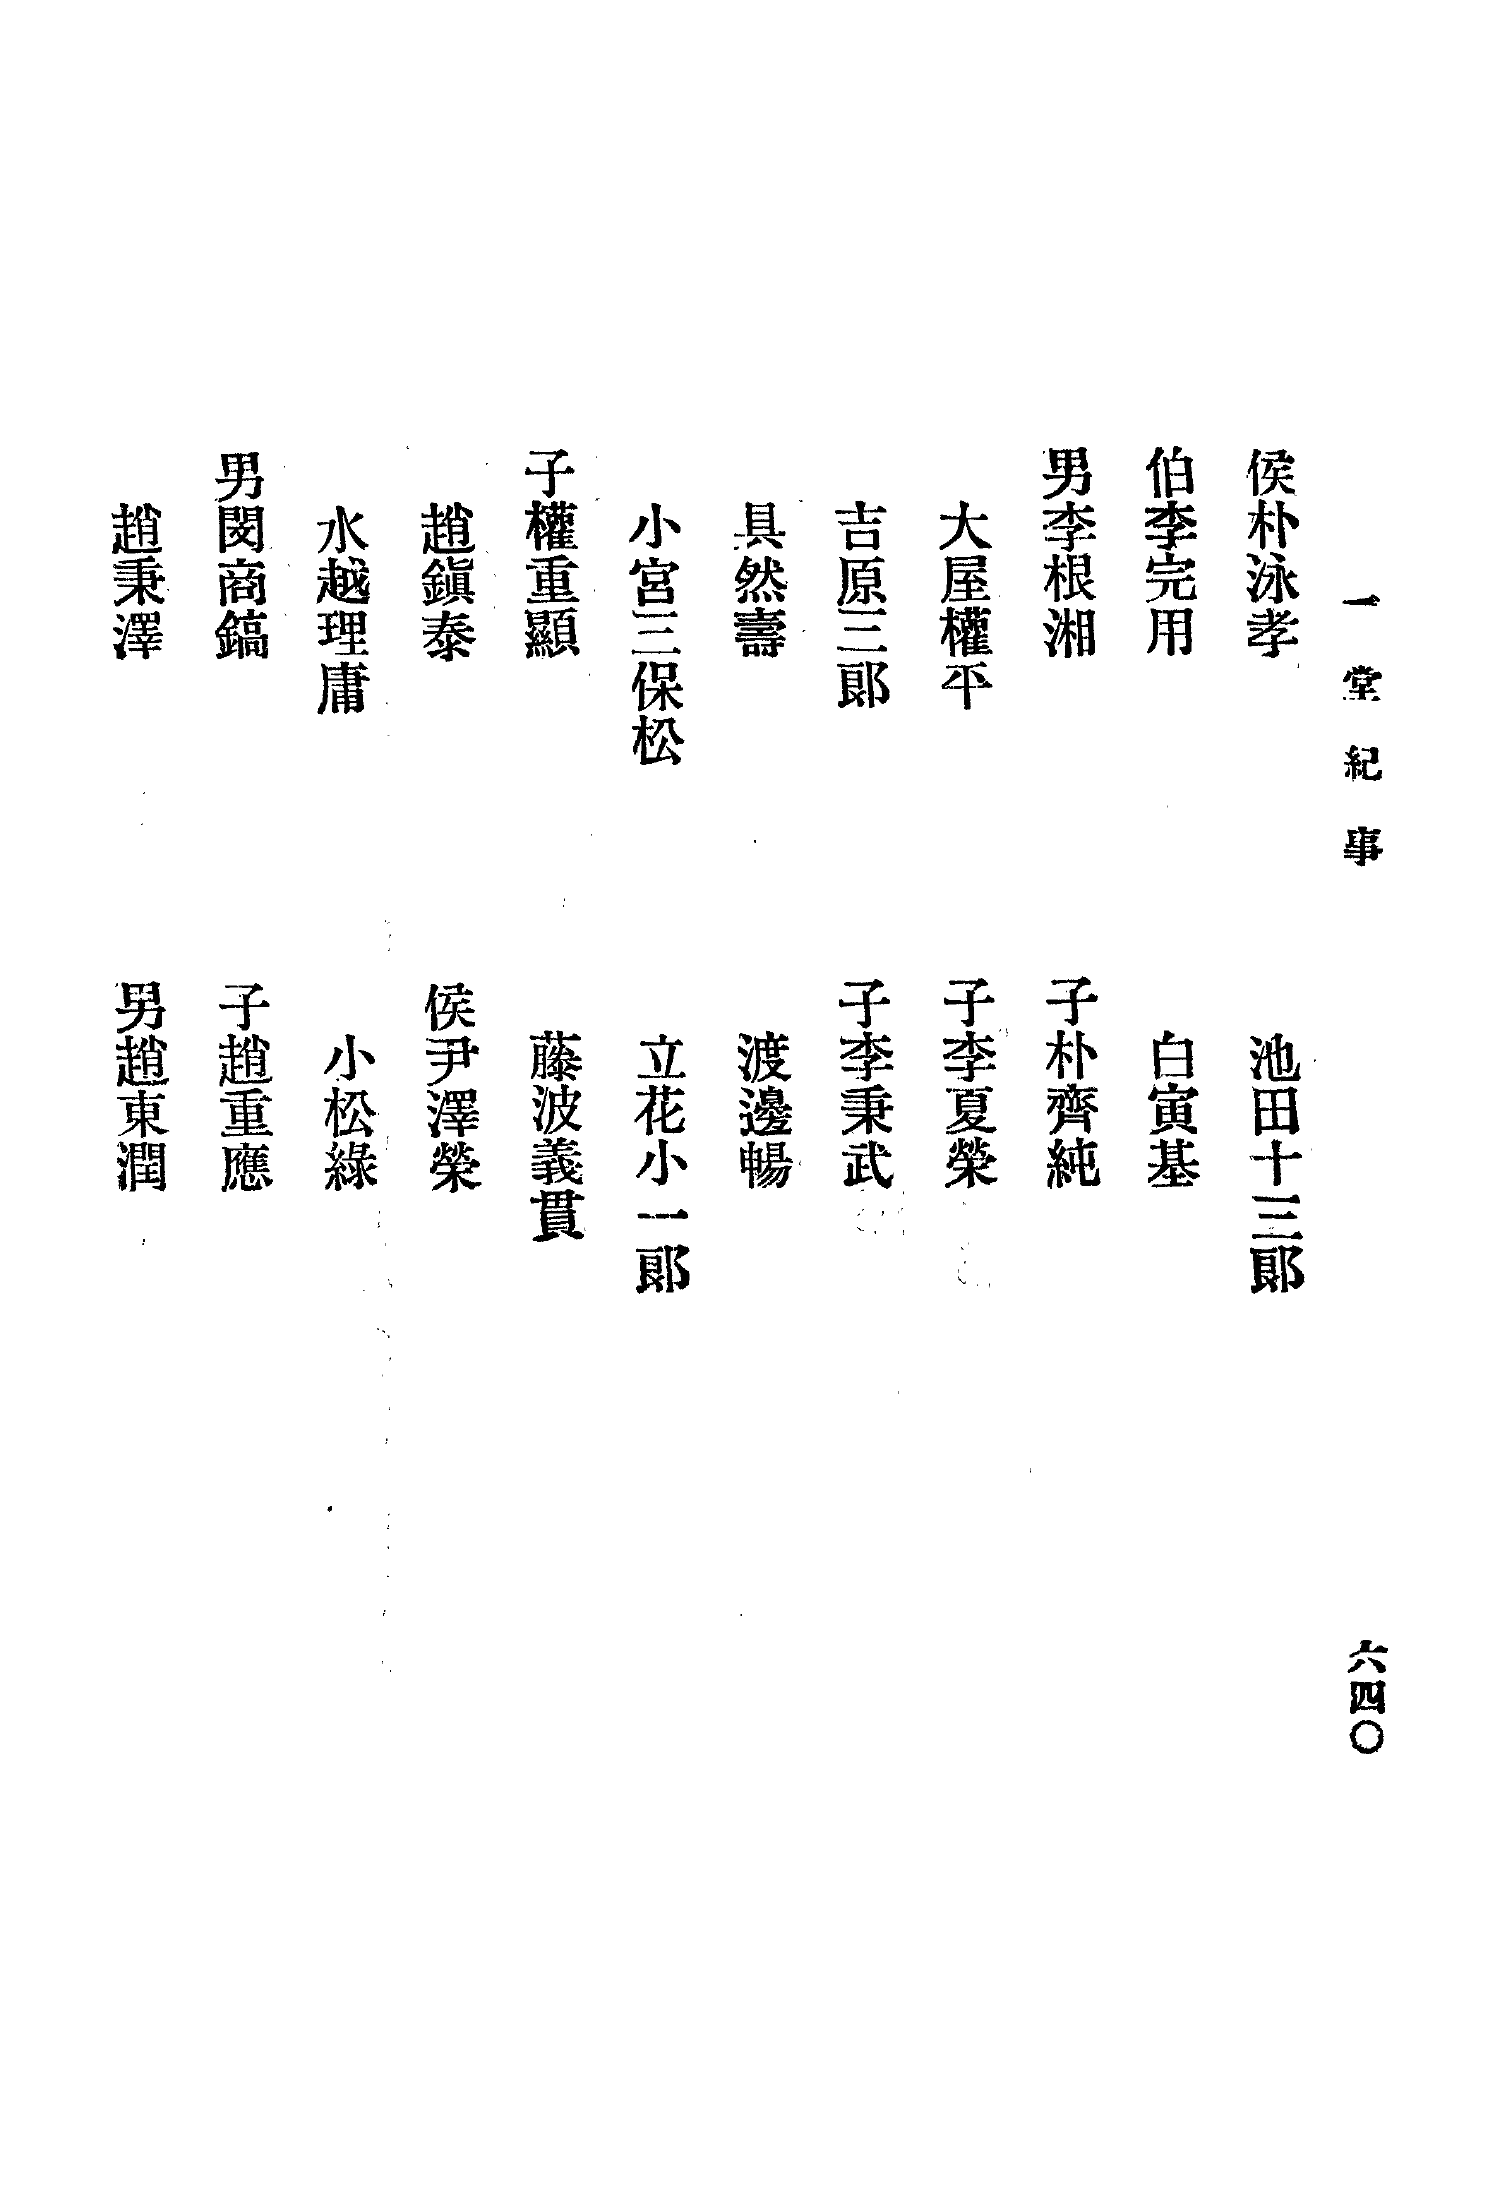 一堂紀事
六四〇
侯朴泳孝
池田十三郞
伯李完用
白寅基
男李根湘
子朴齊純
大屋權平
子李夏榮
吉原三郞
子李秉武
具然壽
渡邊暢
小宮三保松
立花小一郞
子權重顯
藤波義貫
趙鎭泰
侯尹澤榮
水越理庸
小松綠
男閔商鎬
子趙重應
趙秉澤
男趙東潤